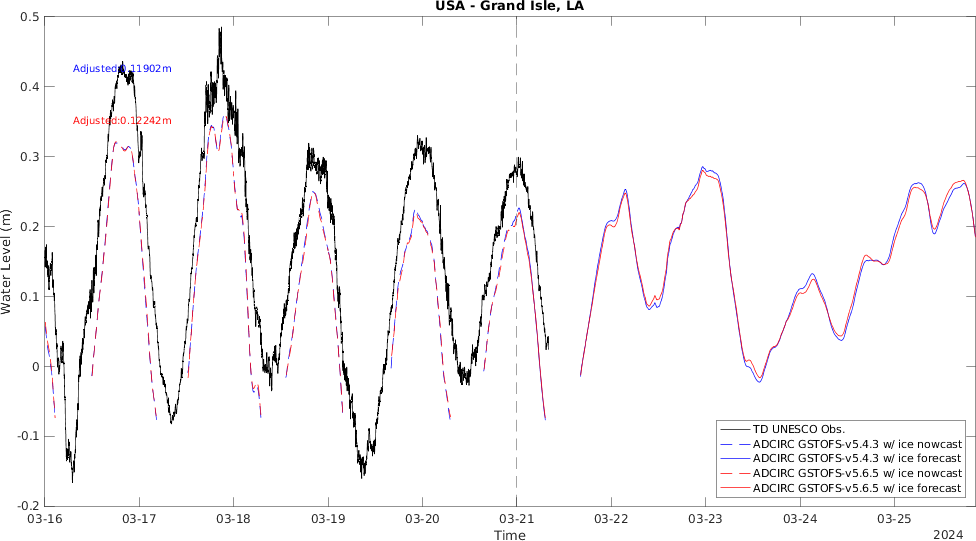 USA - Grand Isle, LA
0.5
0.4
0.3
0.2
0.1
0
-0.1
-0.2
Water Level (m)
Adjusted:0.11902m
Adjusted:0.12242m
TD UNESCO Obs.
ADCIRC GSTOFS-v5.4.3 w/ ice nowcast
ADCIRC GSTOFS-v5.4.3 w/ ice forecast
ADCIRC GSTOFS-v5.6.5 w/ ice nowcast
ADCIRC GSTOFS-v5.6.5 w/ ice forecast
03-16 03-17 03-18 03-19 03-20 03-21 03-22 03-23 03-24 03-25
Time
2024